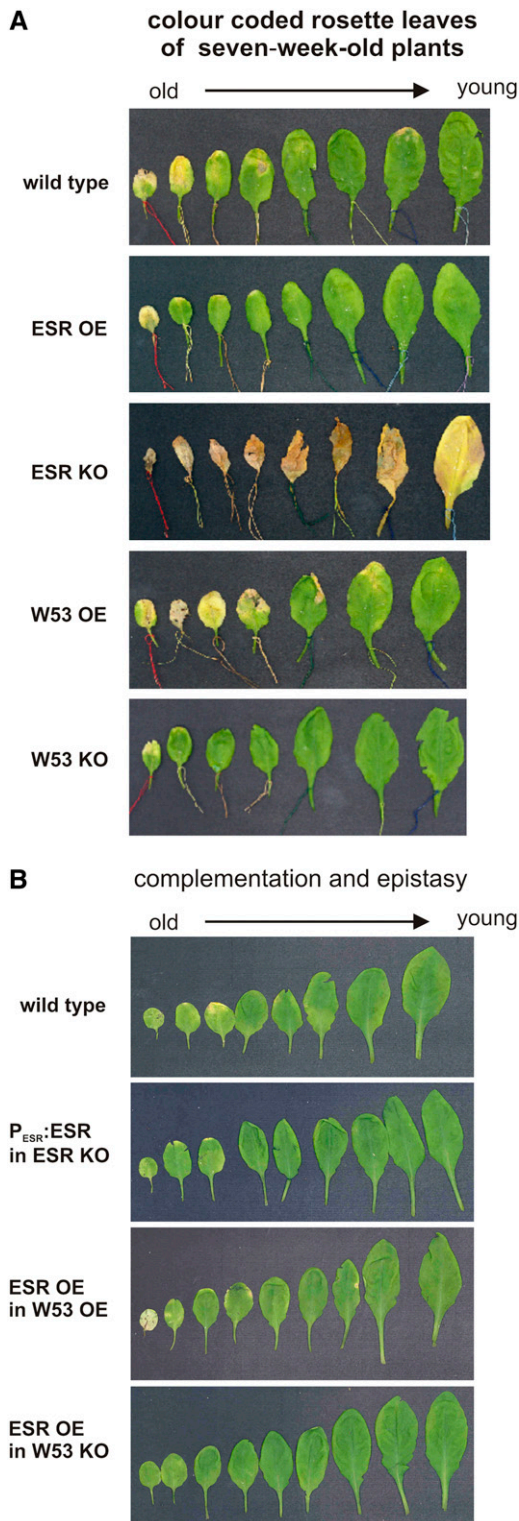 A
colour coded rosette leaves
of seven-week-old plants
old
young
wild type
ESR OE
ESR KO
W53 OE
W53 KO
B
complementation and epistasy
old
young
wild type
PESR:ESR
in ESR KO
ESR OE
in W53 OE
ESR OE
in W53 KO